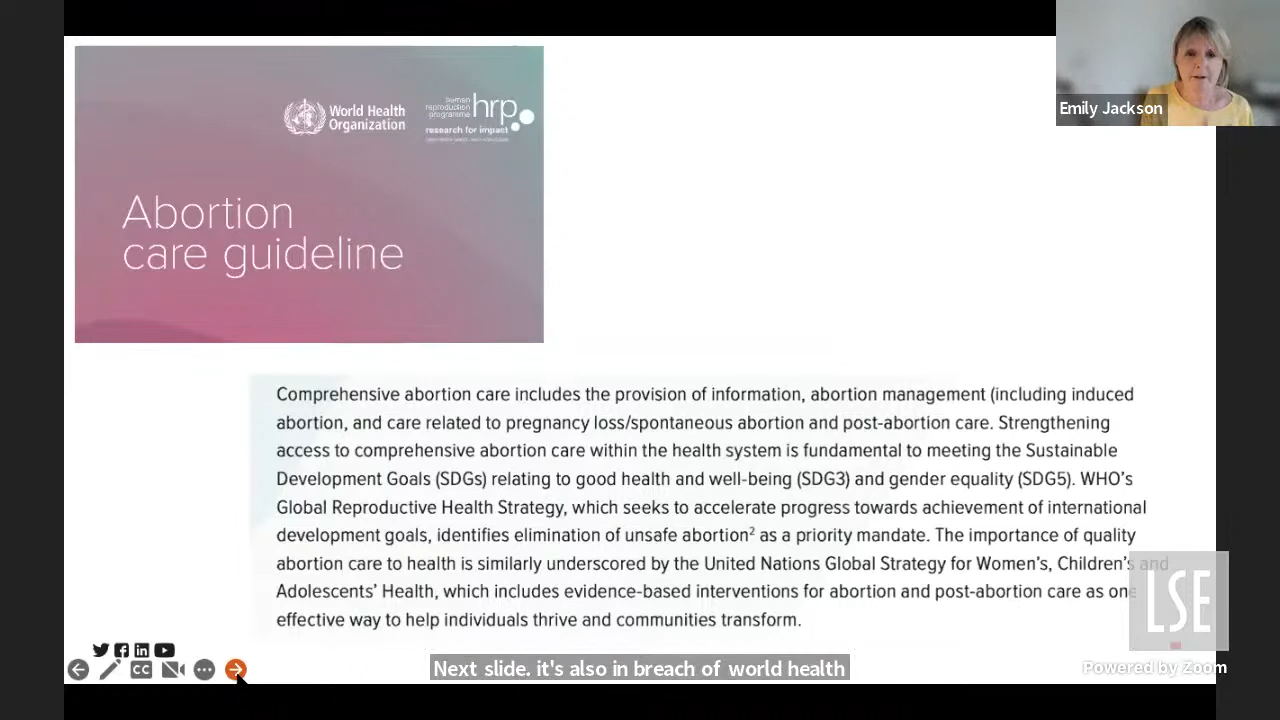 World Health
Organization
human
reproduction
programme
hrp
research for impact
Emily Jackson
Abortion
care guideline
Comprehensive abortion care includes the provision of information, abortion management (including induced
abortion, and care related to pregnancy loss/spontaneous abortion and post-abortion care. Strengthening
access to comprehensive abortion care within the health system is fundamental to meeting the Sustainable
Development Goals (SDGs) relating to good health and well-being (SDG3) and gender equality (SDG5). WHO's
Global Reproductive Health Strategy, which seeks to accelerate progress towards achievement of international
development goals, identifies elimination of unsafe abortion² as a priority mandate. The importance of quality
abortion care to health is similarly underscored by the United Nations Global Strategy for Women's, Children's and
Adolescents' Health, which includes evidence-based interventions for abortion and post-abortion care as one
effective way to help individuals thrive and communities transform.
LSE
CC
Next slide. it's also in breach of world health
Powered by Zoom